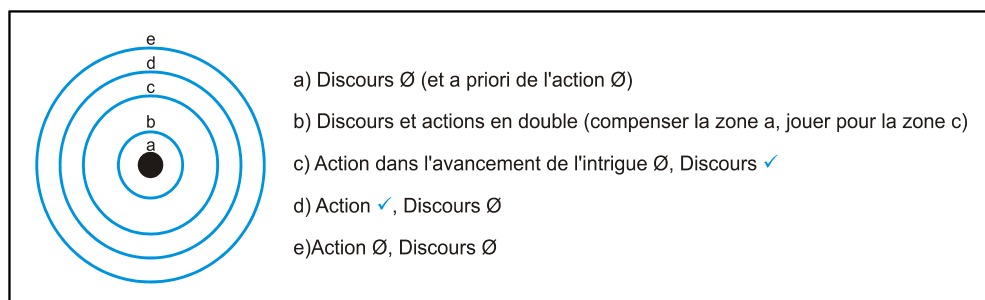 e
d
c
b
a
a) Discours Ø (et a priori de l'action Ø)
b) Discours et actions en double (compenser la zone a, jouer pour la zone c)
c) Action dans l'avancement de l'intrigue Ø, Discours ✓
d) Action ✓, Discours Ø
e)Action Ø, Discours Ø